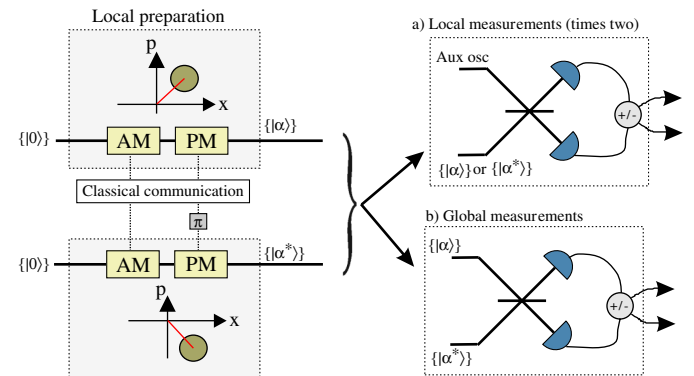 Local preparation
p
x
{|0⟩} AM PM {|α⟩}
Classical communication
π
{|0⟩} AM PM {|α*⟩}
p
x
a) Local measurements (times two)
Aux osc
+/-
{|α⟩} or {|α*⟩}
b) Global measurements
{|α⟩}
+/-
{|α*⟩}